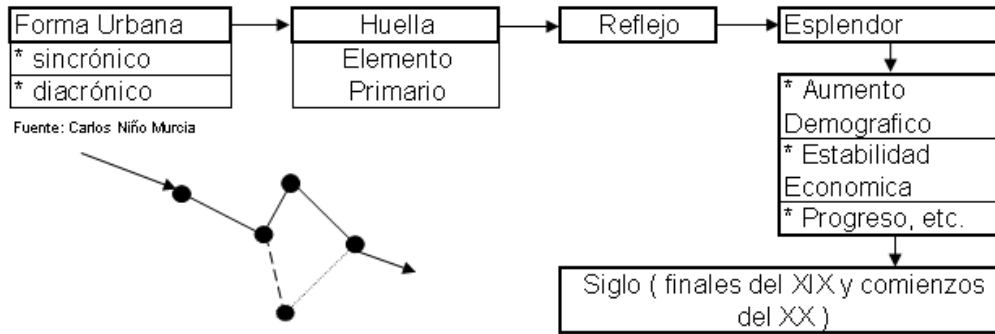 Forma Urbana
* sincrónico
* diacrónico
Fuente: Carlos Niño Murcia
Huella
Elemento
Primario
Reflejo
Esplendor
* Aumento
Demografico
* Estabilidad
Economica
* Progreso, etc.
Siglo ( finales del XIX y comienzos
del XX )